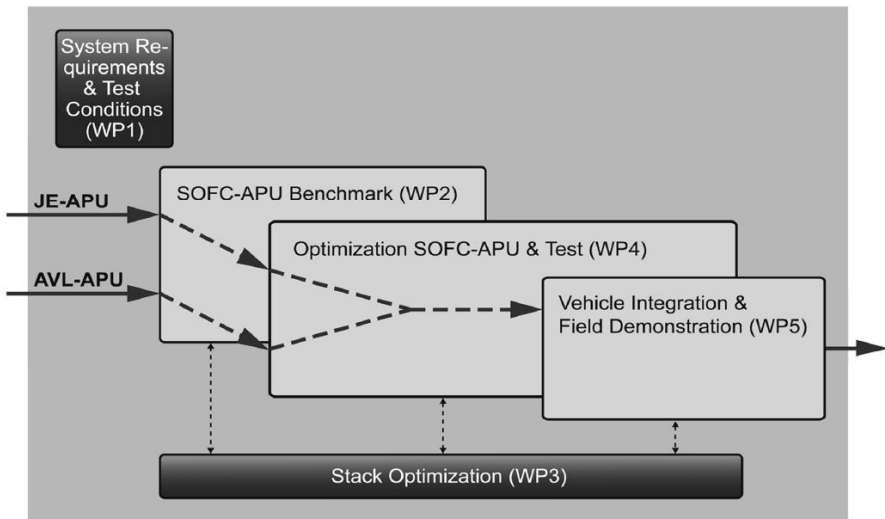 System Re-
quirements
& Test
Conditions
(WP1)
JE-APU
SOFC-APU Benchmark (WP2)
Optimization SOFC-APU & Test (WP4)
AVL-APU
Vehicle Integration &
Field Demonstration (WP5)
Stack Optimization (WP3)